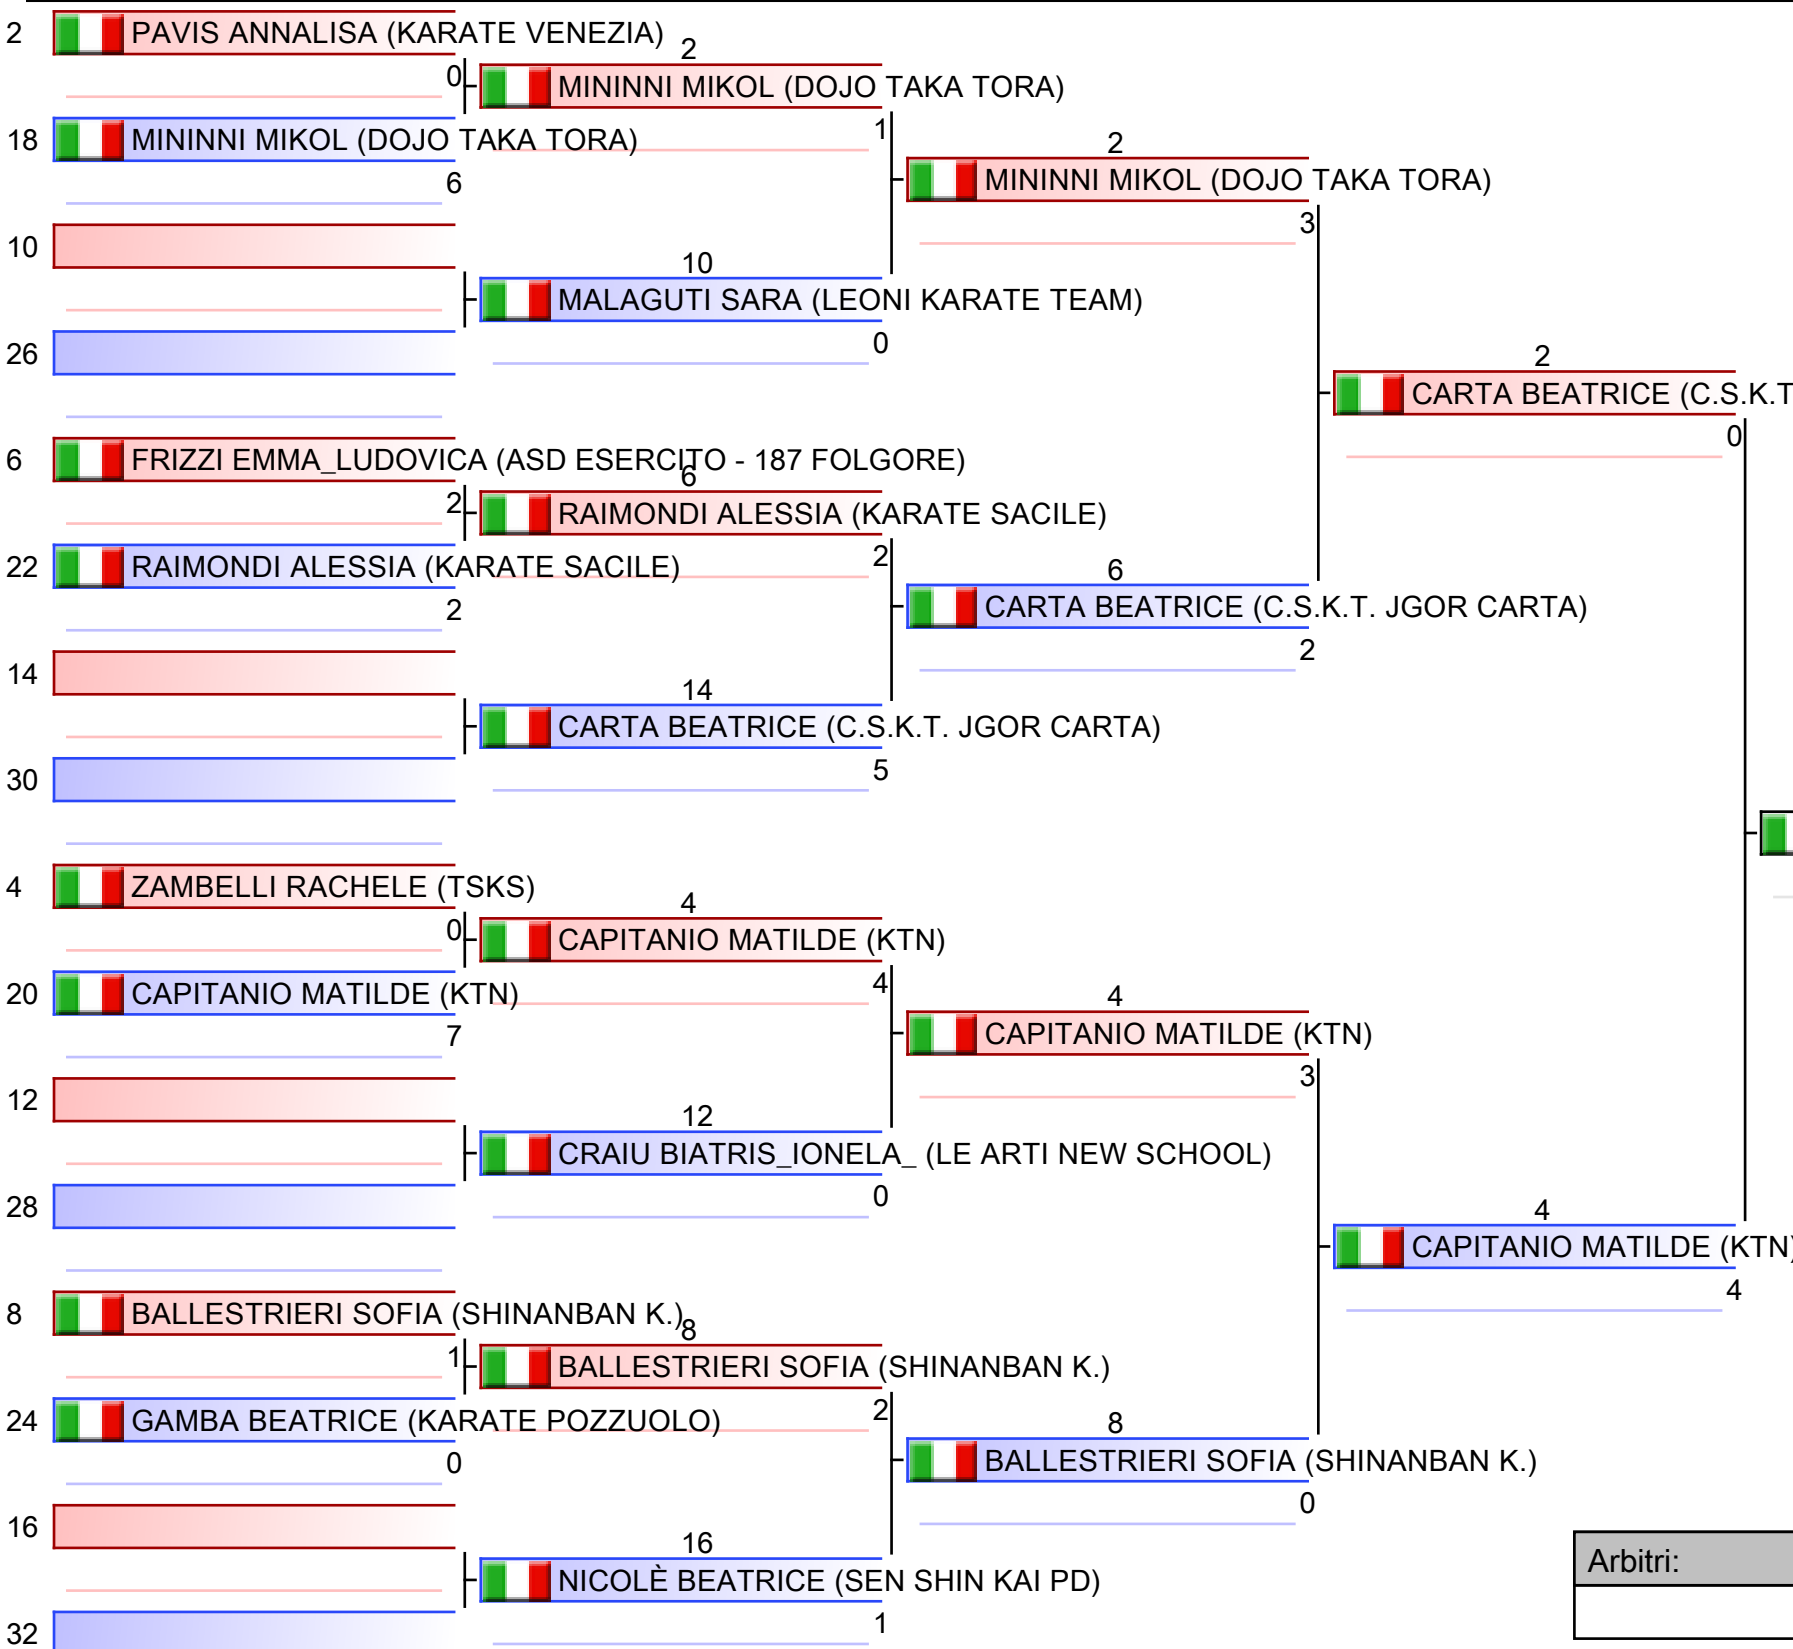 2 PAVIS ANNALISA (KARATE VENEZIA)
2
0 MININNI MIKOL (DOJO TAKA TORA)
18 MININNI MIKOL (DOJO TAKA TORA)
1
2
6
MININNI MIKOL (DOJO TAKA TORA)
3
10
10
MALAGUTI SARA (LEONI KARATE TEAM)
0
26
2
CARTA BEATRICE (C.S.K.T
0
6 FRIZZI EMMA_LUDOVICA (ASD ESERCITO - 187 FOLGORE)
6
2 RAIMONDI ALESSIA (KARATE SACILE)
2
22 RAIMONDI ALESSIA (KARATE SACILE)
6
2
CARTA BEATRICE (C.S.K.T. JGOR CARTA)
2
14
14
CARTA BEATRICE (C.S.K.T. JGOR CARTA)
5
30
4 ZAMBELLI RACHELE (TSKS)
4
0 CAPITANIO MATILDE (KTN)
4
20 CAPITANIO MATILDE (KTN)
4
7
CAPITANIO MATILDE (KTN)
3
12
12
CRAIU BIATRIS_IONELA_ (LE ARTI NEW SCHOOL)
0
28
4
CAPITANIO MATILDE (KTN)
4
8 BALLESTRIERI SOFIA (SHINANBAN K.)
8
1 BALLESTRIERI SOFIA (SHINANBAN K.)
2
24 GAMBA BEATRICE (KARATE POZZUOLO)
8
0
BALLESTRIERI SOFIA (SHINANBAN K.)
0
16
16
NICOLÈ BEATRICE (SEN SHIN KAI PD)
1
32
Arbitri: